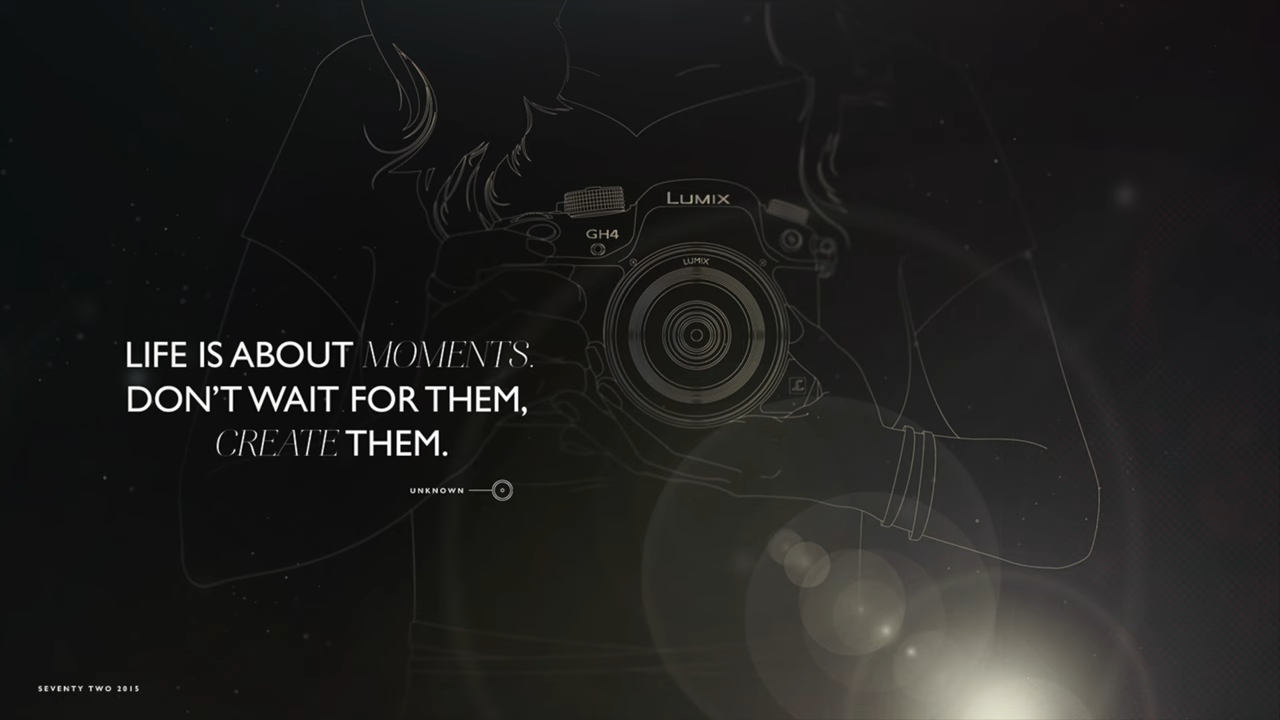 LUMIX
GH4
LUMIX
LIFE IS ABOUT MOMENTS.
DON'T WAIT FOR THEM,
CREATE THEM.
UNKNOWN
SEVENTY TWO 2015